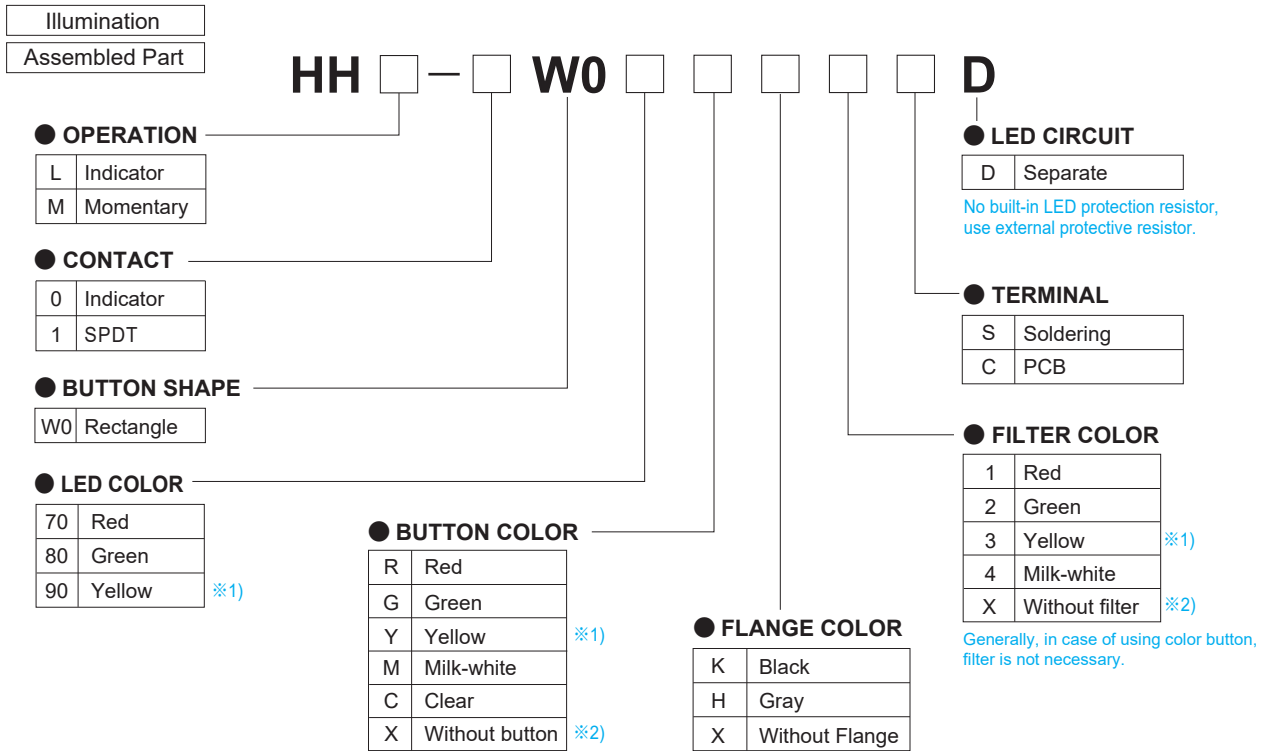 Illumination
Assembled Part
HH □ — □ W0 □ □ □ □ □ D
● OPERATION
L Indicator
M Momentary
● CONTACT
0 Indicator
1 SPDT
● BUTTON SHAPE
W0 Rectangle
● LED COLOR
70 Red
80 Green
90 Yellow ※1)
● BUTTON COLOR
R Red
G Green
Y Yellow ※1)
M Milk-white
C Clear
X Without button ※2)
● FLANGE COLOR
K Black
H Gray
X Without Flange
● LED CIRCUIT
D Separate
No built-in LED protection resistor,
use external protective resistor.
● TERMINAL
S Soldering
C PCB
● FILTER COLOR
1 Red
2 Green
3 Yellow ※1)
4 Milk-white
X Without filter ※2)
Generally, in case of using color button,
filter is not necessary.